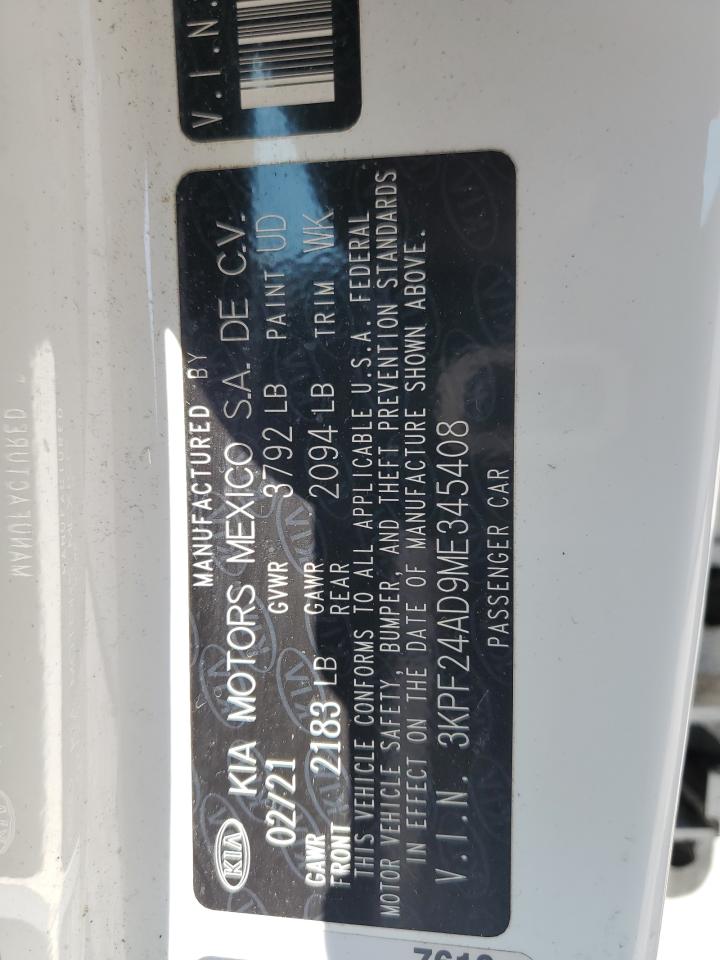 V.I.N.
MANUFACTURED BY
KIA KIA MOTORS MEXICO S.A. DE C.V.
02/21 GVWR 3792 LB PAINT UD
GAWR FRONT 2183 LB GAWR REAR 2094 LB TRIM WK
THIS VEHICLE CONFORMS TO ALL APPLICABLE U.S.A. FEDERAL
MOTOR VEHICLE SAFETY, BUMPER, AND THEFT PREVENTION STANDARDS
IN EFFECT ON THE DATE OF MANUFACTURE SHOWN ABOVE.
V.I.N. 3KPF24AD9ME345408
PASSENGER CAR